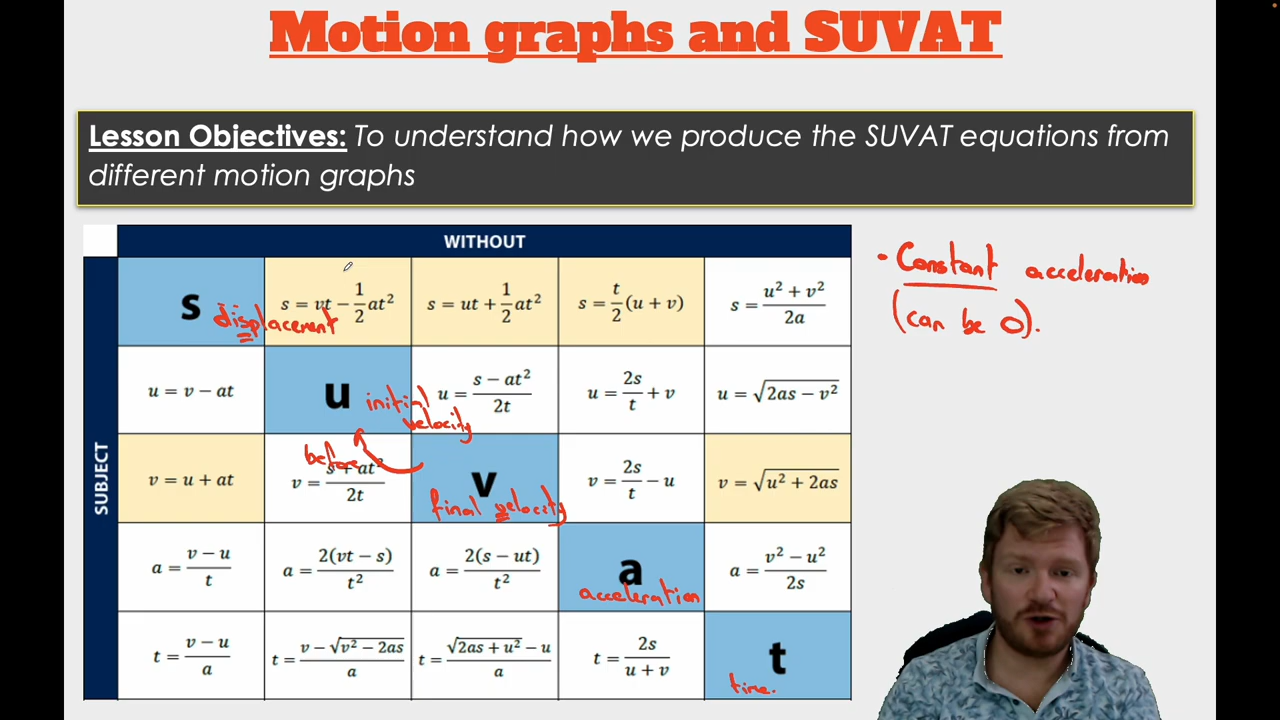 Motion graphs and SUVAT
Lesson Objectives: To understand how we produce the SUVAT equations from
different motion graphs
WITHOUT
SUBJECT
s
displacement
s = vt − 1/2 at²
s = ut + 1/2 at²
s = t/2 (u + v)
s = (u² + v²)/2a
u = v − at
u
initial
velocity
u = (s − at²)/2t
u = 2s/t + v
u = √(2as − v²)
v = u + at
before
v = (s + at²)/2t
v
final velocity
v = 2s/t − u
v = √(u² + 2as)
a = (v − u)/t
a = 2(vt − s)/t²
a = 2(s − ut)/t²
a
acceleration
a = (v² − u²)/2s
t = (v − u)/a
t = (v − √(v² − 2as))/a
t = (√(2as + u²) − u)/a
t = 2s/(u + v)
t
time.
• Constant acceleration
(can be 0).